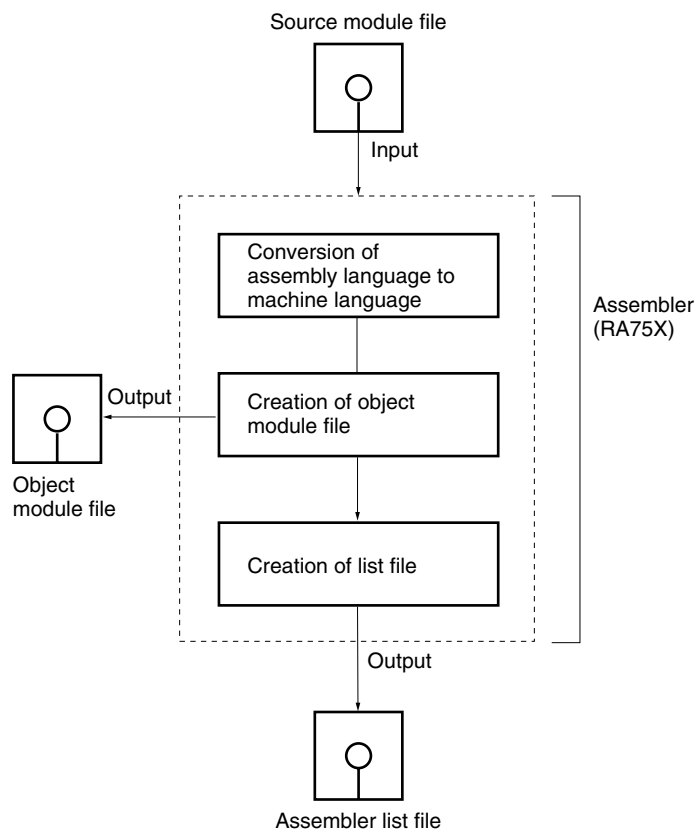 Source module file
Input
Conversion of
assembly language to
machine language
Assembler
(RA75X)
Output
Creation of object
module file
Object
module file
Creation of list file
Output
Assembler list file